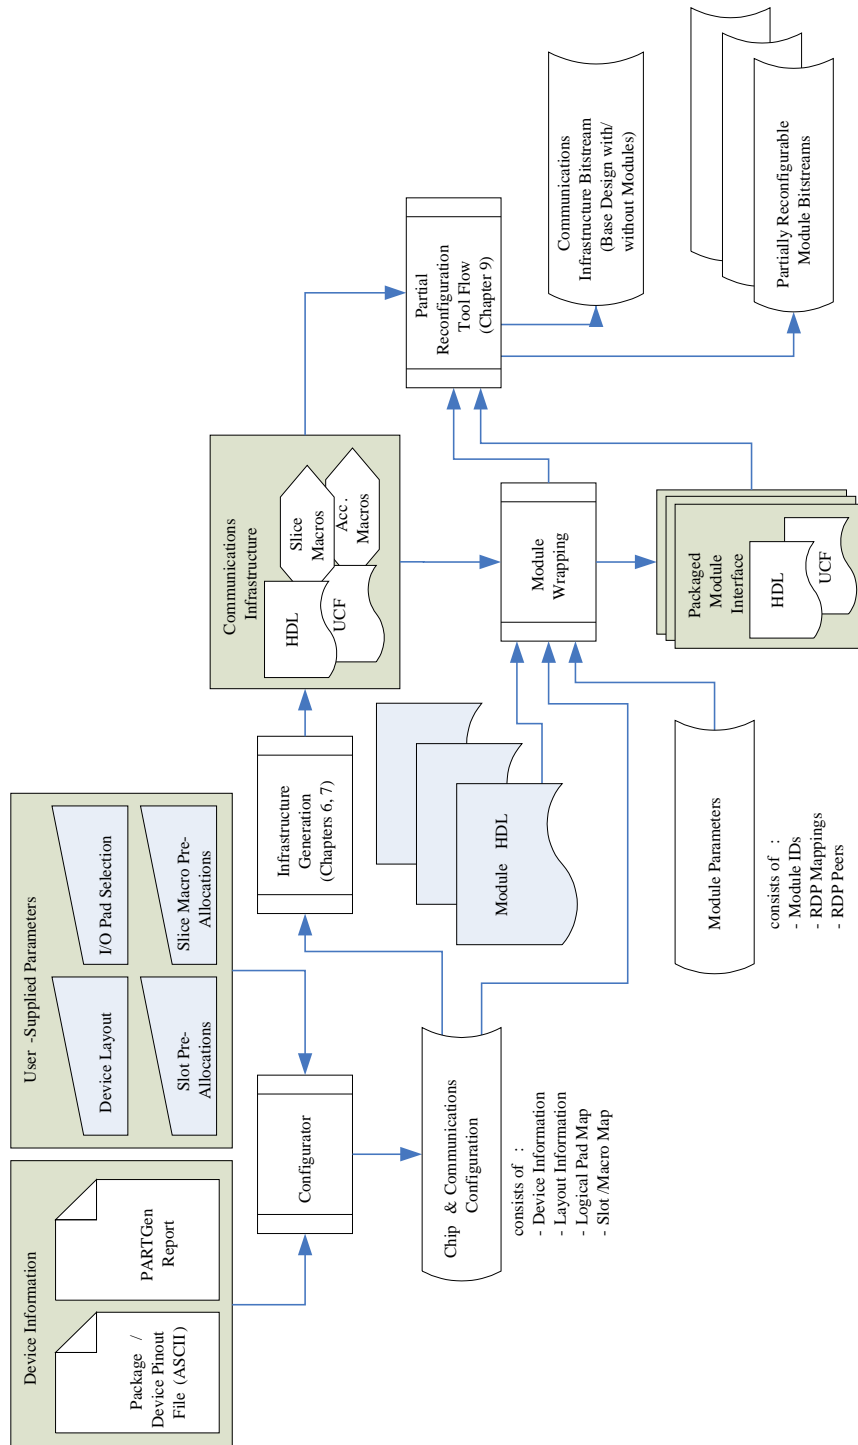 Device Information
Package /
Device Pinout
File (ASCII)
PARTGen
Report
User -Supplied Parameters
Device Layout
I/O Pad Selection
Slot Pre-
Allocations
Slice Macro Pre-
Allocations
Configurator
Chip & Communications
Configuration
consists of :
- Device Information
- Layout Information
- Logical Pad Map
- Slot /Macro Map
Infrastructure
Generation
(Chapters 6, 7)
Communications
Infrastructure
HDL
UCF
Slice
Macros
Acc.
Macros
Module HDL
Module Parameters
consists of :
- Module IDs
- RDP Mappings
- RDP Peers
Module
Wrapping
Packaged
Module
Interface
HDL
UCF
Partial
Reconfiguration
Tool Flow
(Chapter 9)
Communications
Infrastructure Bitstream
(Base Design with/
without Modules)
Partially Reconfigurable
Module Bitstreams